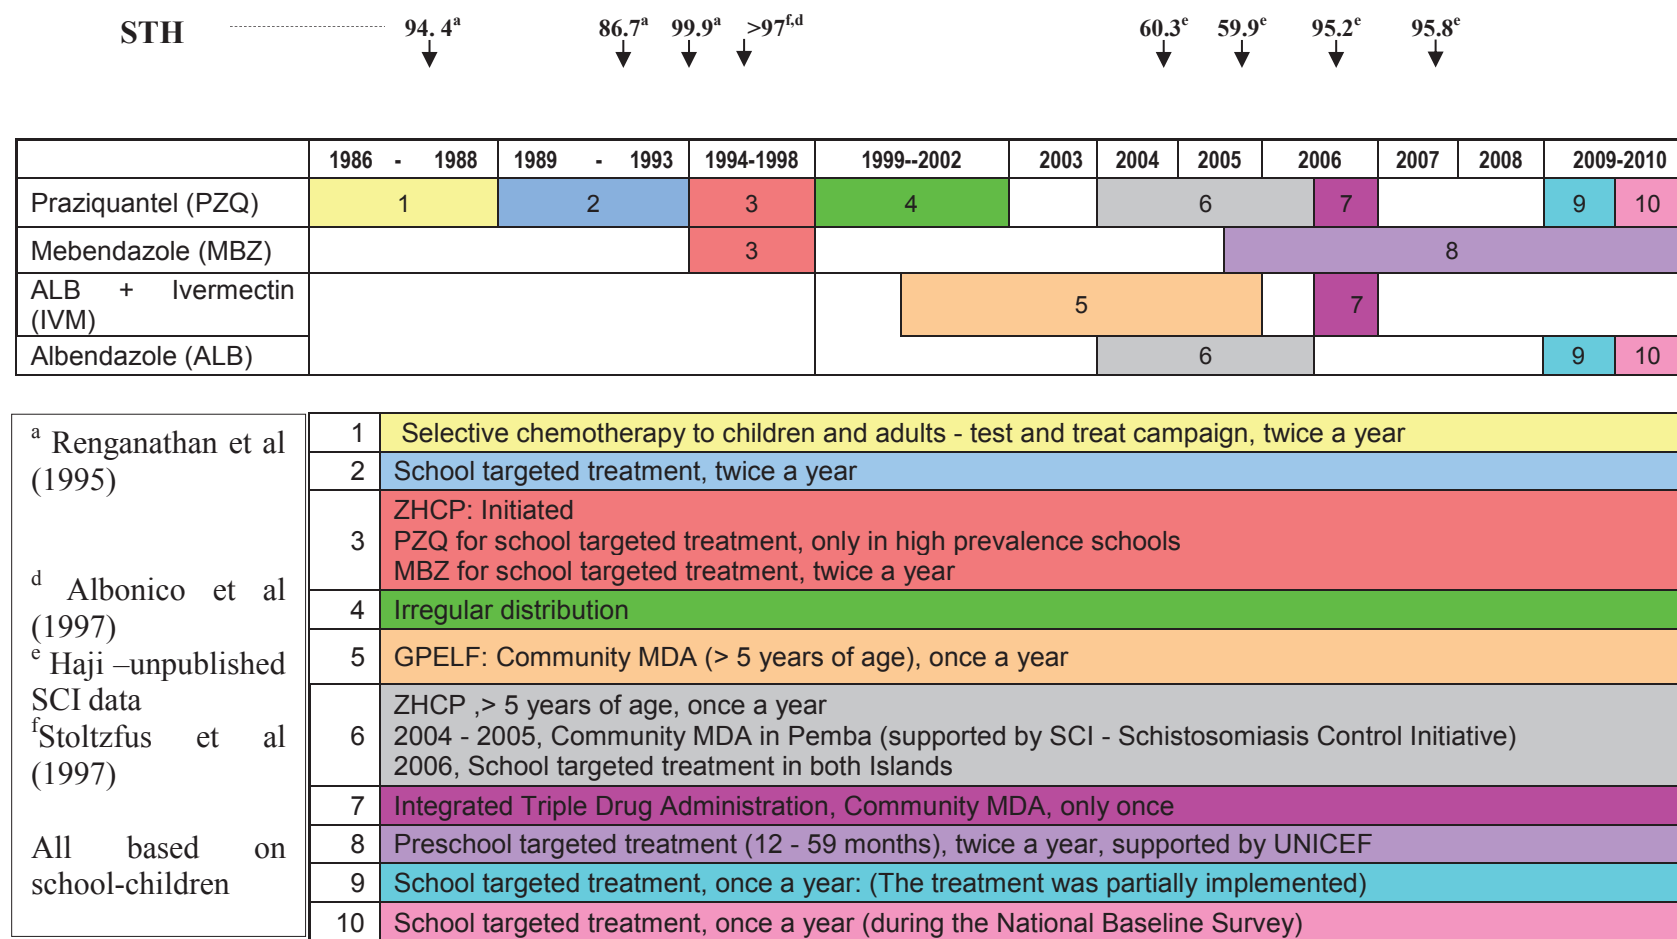 STH 94. 4a 86.7a 99.9a >97f,d 60.3e 59.9e 95.2e 95.8e
1986 - 1988 1989 - 1993 1994-1998 1999--2002 2003 2004 2005 2006 2007 2008 2009-2010
Praziquantel (PZQ) 1 2 3 4 6 7 9 10
Mebendazole (MBZ) 3 8
ALB + Ivermectin
(IVM) 5 7
Albendazole (ALB) 6 9 10
a Renganathan et al
(1995)
d Albonico et al
(1997)
e Haji –unpublished
SCI data
fStoltzfus et al
(1997)
All based on
school-children
1 Selective chemotherapy to children and adults - test and treat campaign, twice a year
2 School targeted treatment, twice a year
3 ZHCP: Initiated
PZQ for school targeted treatment, only in high prevalence schools
MBZ for school targeted treatment, twice a year
4 Irregular distribution
5 GPELF: Community MDA (> 5 years of age), once a year
6 ZHCP ,> 5 years of age, once a year
2004 - 2005, Community MDA in Pemba (supported by SCI - Schistosomiasis Control Initiative)
2006, School targeted treatment in both Islands
7 Integrated Triple Drug Administration, Community MDA, only once
8 Preschool targeted treatment (12 - 59 months), twice a year, supported by UNICEF
9 School targeted treatment, once a year: (The treatment was partially implemented)
10 School targeted treatment, once a year (during the National Baseline Survey)